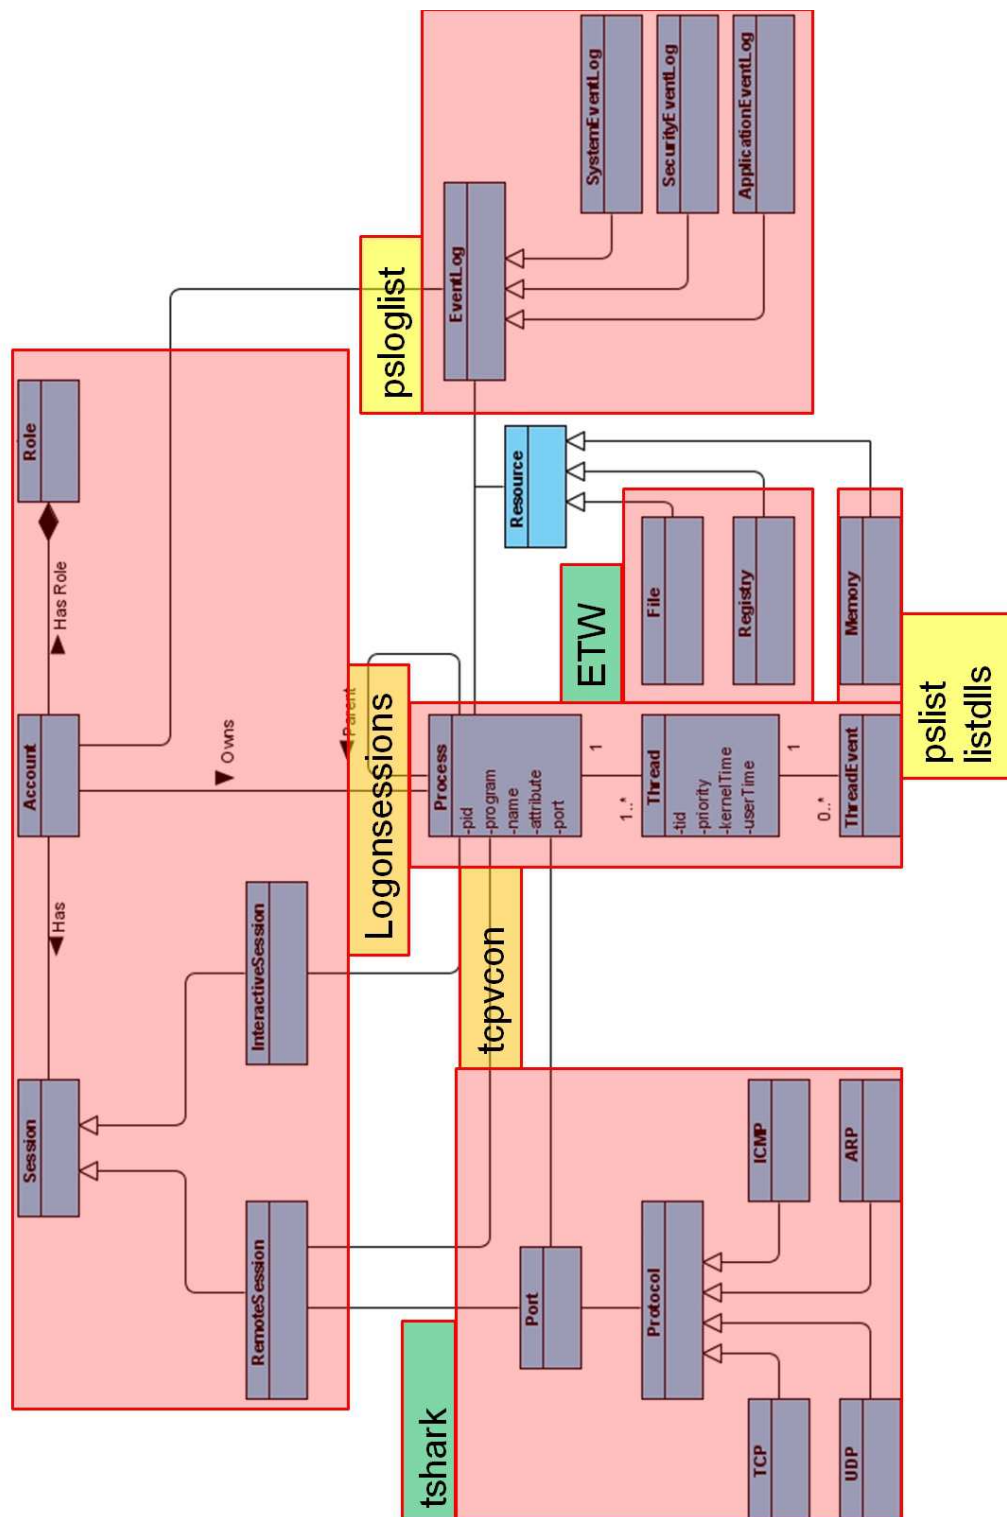 Session
Account
Role
Has
Has Role
Owns
RemoteSession
InteractiveSession
Parent
Logonsessions
psloglist
tshark
tcpvcon
Process
-pid
-program
-name
-attribute
-port
EventLog
Resource
Port
ETW
SystemEventLog
SecurityEventLog
ApplicationEventLog
1
1..*
Protocol
Thread
-tid
-priority
-kernelTime
-userTime
File
Registry
TCP
ICMP
1
0..*
UDP
ARP
ThreadEvent
Memory
pslist
listdlls